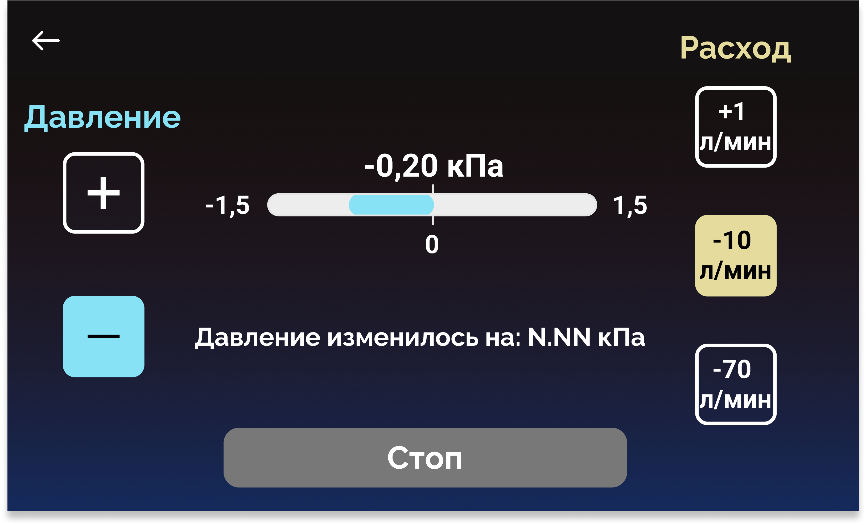 Расход
Давление
+1
л/мин
+
-0,20 кПа
-1,5
1,5
0
-10
л/мин
−
Давление изменилось на: N.NN кПа
-70
л/мин
Стоп